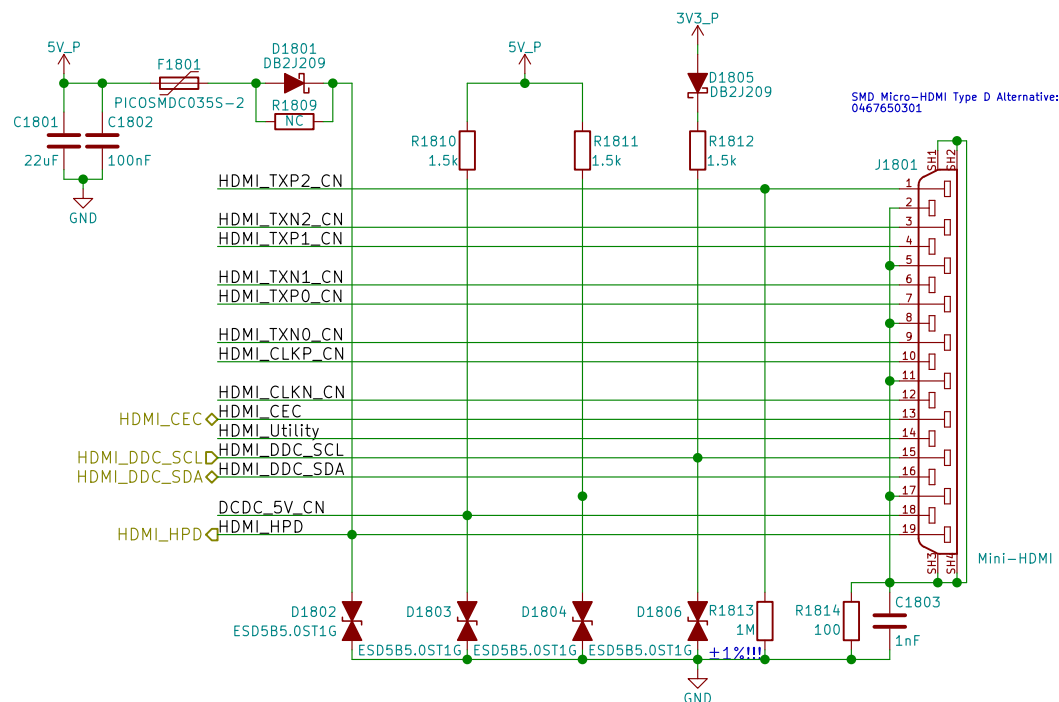 3V3_P
5V_P
5V_P
D1801
DB2J209
F1801
PICOSMDC035S-2
R1809
NC
D1805
DB2J209
SMD Micro-HDMI Type D Alternative:
0467650301
C1801
22uF
C1802
100nF
GND
R1810
1.5k
R1811
1.5k
R1812
1.5k
J1801
SH1
SH2
HDMI_TXP2_CN
1
2
HDMI_TXN2_CN
3
HDMI_TXP1_CN
4
5
HDMI_TXN1_CN
6
HDMI_TXP0_CN
7
8
HDMI_TXN0_CN
9
HDMI_CLKP_CN
10
11
HDMI_CLKN_CN
12
HDMI_CEC
HDMI_CEC
13
HDMI_Utility
14
HDMI_DDC_SCL
HDMI_DDC_SCL
15
HDMI_DDC_SDA
HDMI_DDC_SDA
16
17
DCDC_5V_CN
18
HDMI_HPD
HDMI_HPD
19
SH3
SH4
Mini-HDMI
D1802
ESD5B5.0ST1G
D1803
ESD5B5.0ST1G
D1804
ESD5B5.0ST1G
D1806
ESD5B5.0ST1G
R1813
1M
±1%!!!
R1814
100
C1803
1nF
GND